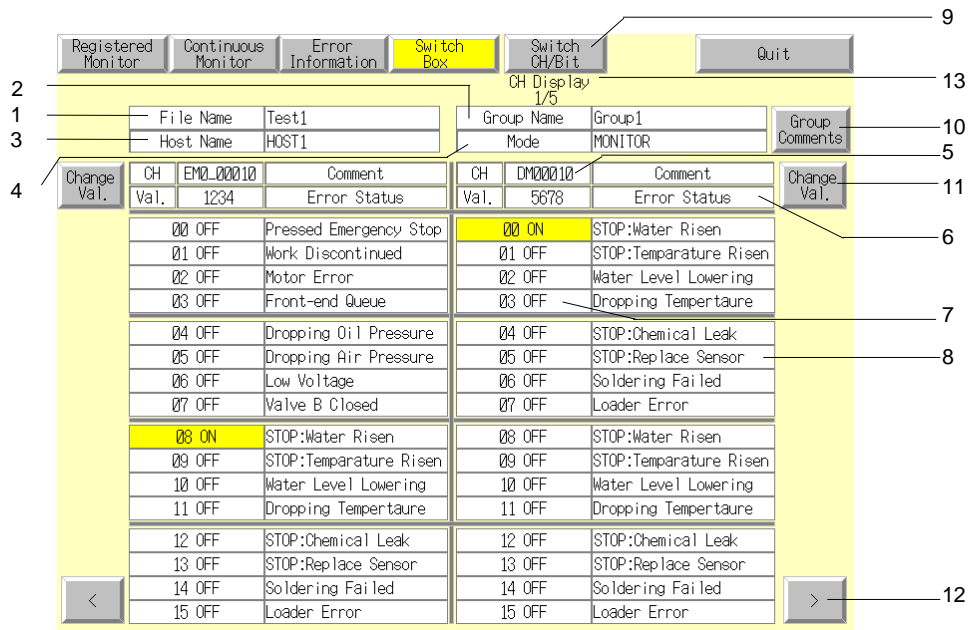 9
Registered Monitor Continuous Monitor Error Information Switch Box Switch CH/Bit Quit
CH Display 13
2 1/5
1 File Name Test1 Group Name Group1 Group Comments 10
3 Host Name HOST1 Mode MONITOR
5
4 Change Val. CH EM0_00010 Comment CH DM00010 Comment Change Val. 11
Val. 1234 Error Status Val. 5678 Error Status
00 OFF Pressed Emergency Stop 00 ON STOP:Water Risen 6
01 OFF Work Discontinued 01 OFF STOP:Temparature Risen
02 OFF Motor Error 02 OFF Water Level Lowering
03 OFF Front-end Queue 03 OFF Dropping Tempertaure
7
04 OFF Dropping Oil Pressure 04 OFF STOP:Chemical Leak
05 OFF Dropping Air Pressure 05 OFF STOP:Replace Sensor 8
06 OFF Low Voltage 06 OFF Soldering Failed
07 OFF Valve B Closed 07 OFF Loader Error
08 ON STOP:Water Risen 08 OFF STOP:Water Risen
09 OFF STOP:Temparature Risen 09 OFF STOP:Temparature Risen
10 OFF Water Level Lowering 10 OFF Water Level Lowering
11 OFF Dropping Tempertaure 11 OFF Dropping Tempertaure
12 OFF STOP:Chemical Leak 12 OFF STOP:Chemical Leak
13 OFF STOP:Replace Sensor 13 OFF STOP:Replace Sensor
< 14 OFF Soldering Failed 14 OFF Soldering Failed > 12
15 OFF Loader Error 15 OFF Loader Error